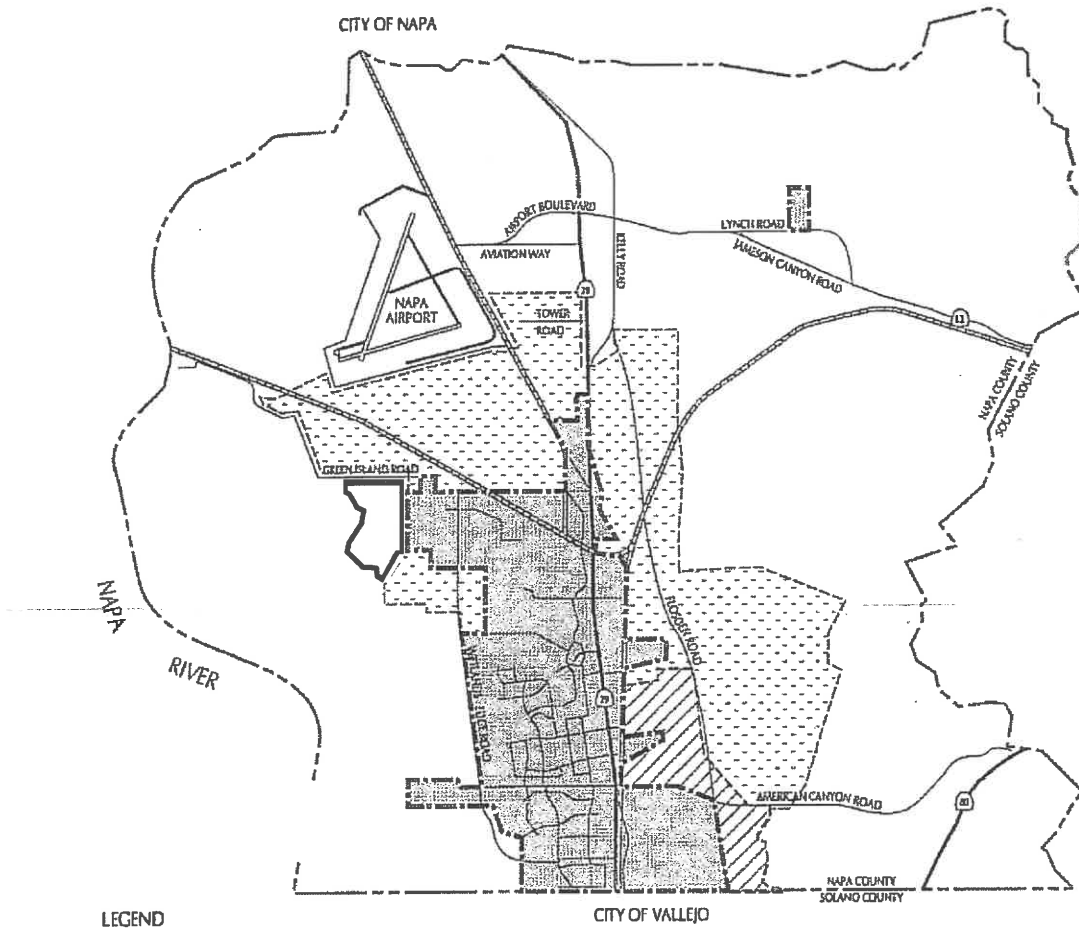 CITY OF NAPA
AIRPORT BOULEVARD
LYNCH ROAD
KELLY ROAD
AVIATION WAY
JAMESON CANYON ROAD
29
NAPA
AIRPORT
TOWER
ROAD
NAPA COUNTY
SOLANO COUNTY
GREEN ISLAND ROAD
NAPA
RIVER
FLOSDEN ROAD
29
AMERICAN CANYON ROAD
80
NAPA COUNTY
SOLANO COUNTY
LEGEND
CITY OF VALLEJO